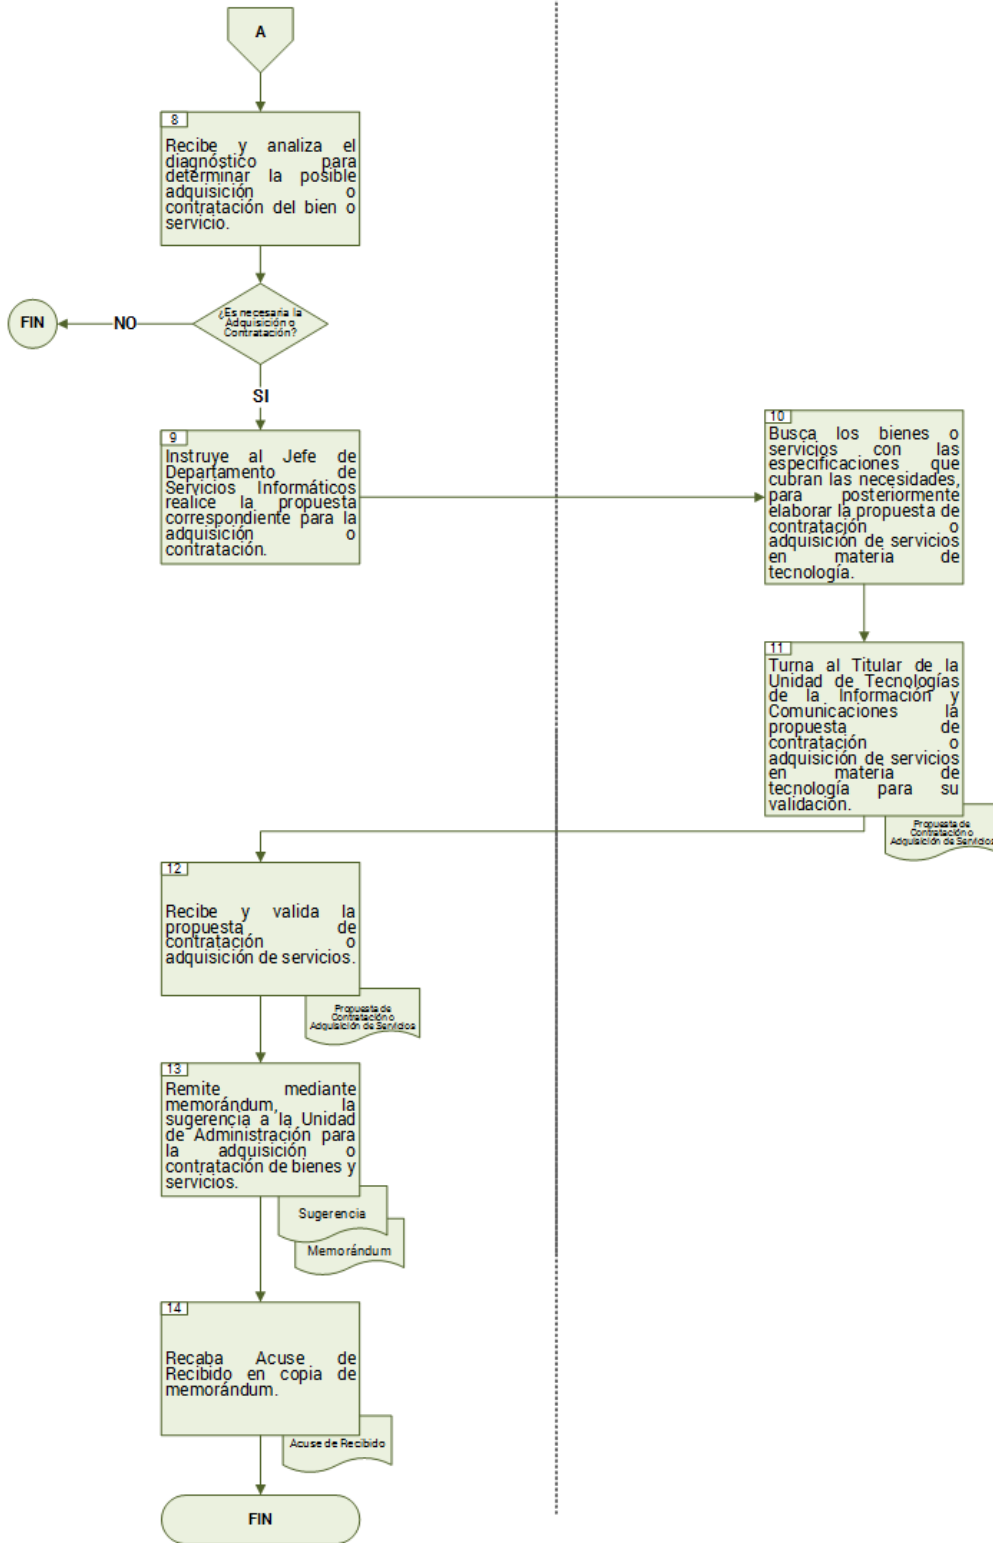 A
8
Recibe y analiza el
diagnóstico para
determinar la posible
adquisición o
contratación del bien o
servicio.
¿Es necesaria la
Adquisición o
Contratación?
NO
FIN
SI
9
Instruye al Jefe de
Departamento de
Servicios Informáticos
realice la propuesta
correspondiente para la
adquisición o
contratación.
10
Busca los bienes o
servicios con las
especificaciones que
cubran las necesidades,
para posteriormente
elaborar la propuesta de
contratación o
adquisición de servicios
en materia de
tecnología.
11
Turna al Titular de la
Unidad de Tecnologías
de la Información y
Comunicaciones la
propuesta de
contratación o
adquisición de servicios
en materia de
tecnología para su
validación.
Propuesta de
Contratación o
Adquisición de Servicios
12
Recibe y valida la
propuesta de
contratación o
adquisición de servicios.
Propuesta de
Contratación o
Adquisición de Servicios
13
Remite mediante
memorándum, la
sugerencia a la Unidad
de Administración para
la adquisición o
contratación de bienes y
servicios.
Sugerencia
Memorándum
14
Recaba Acuse de
Recibido en copia de
memorándum.
Acuse de Recibido
FIN